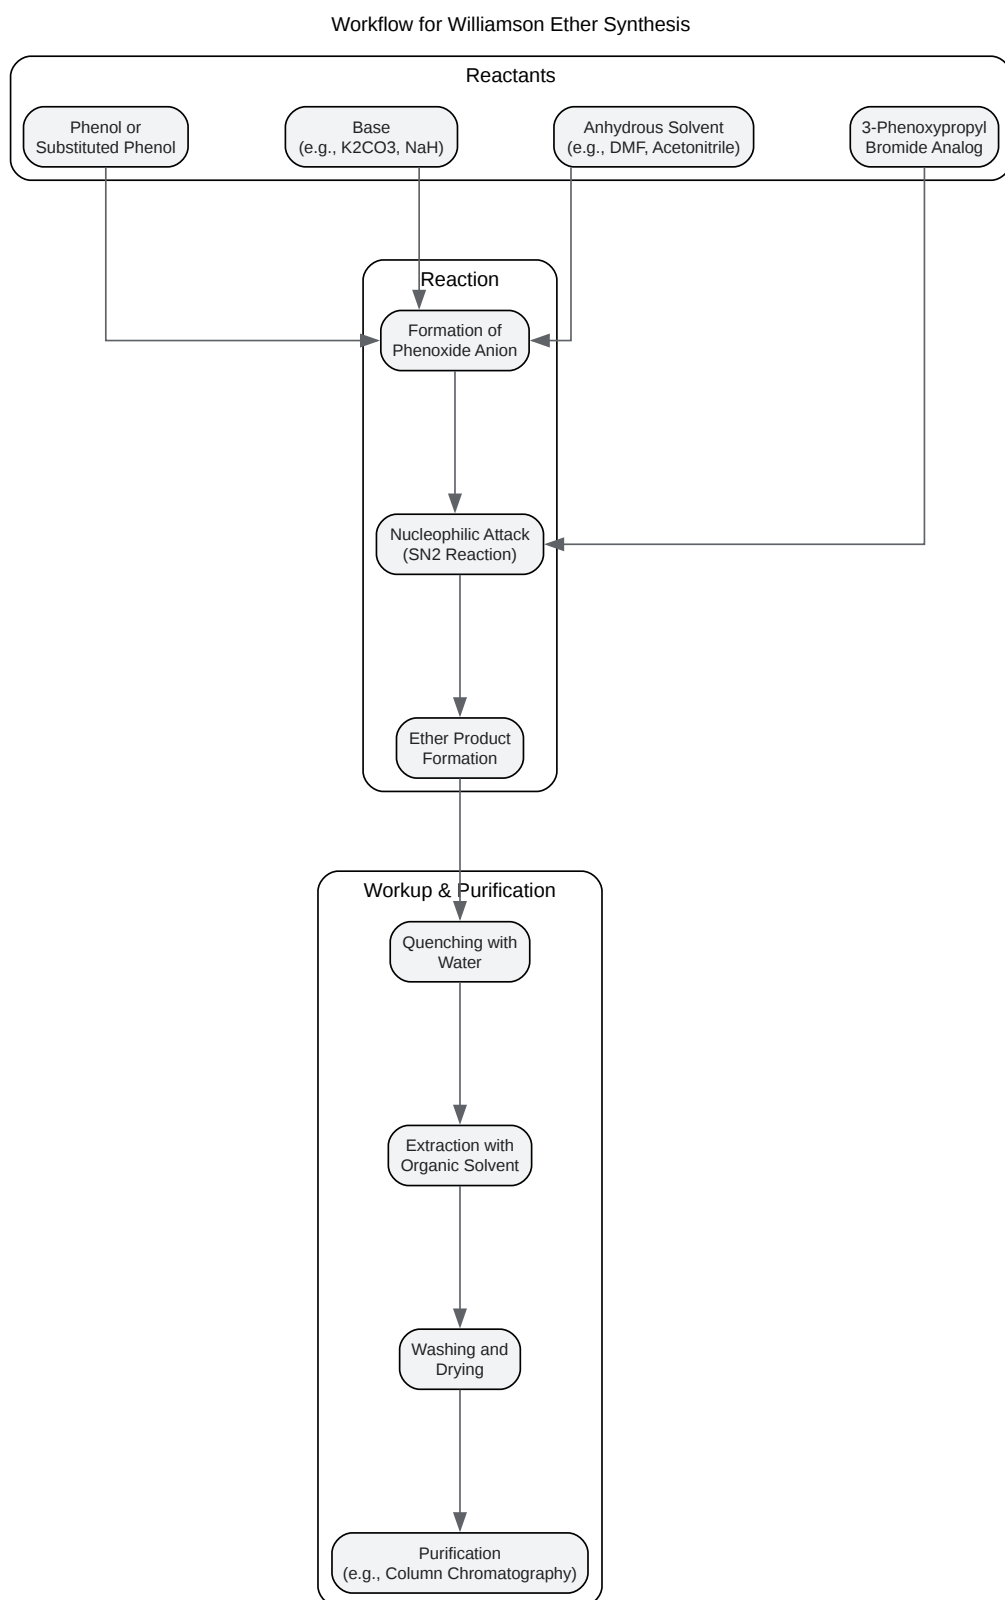 Workflow for Williamson Ether Synthesis
Reactants
Phenol or
Substituted Phenol
Base
(e.g., K2CO3, NaH)
Anhydrous Solvent
(e.g., DMF, Acetonitrile)
3-Phenoxypropyl
Bromide Analog
Reaction
Formation of
Phenoxide Anion
Nucleophilic Attack
(SN2 Reaction)
Ether Product
Formation
Workup & Purification
Quenching with
Water
Extraction with
Organic Solvent
Washing and
Drying
Purification
(e.g., Column Chromatography)